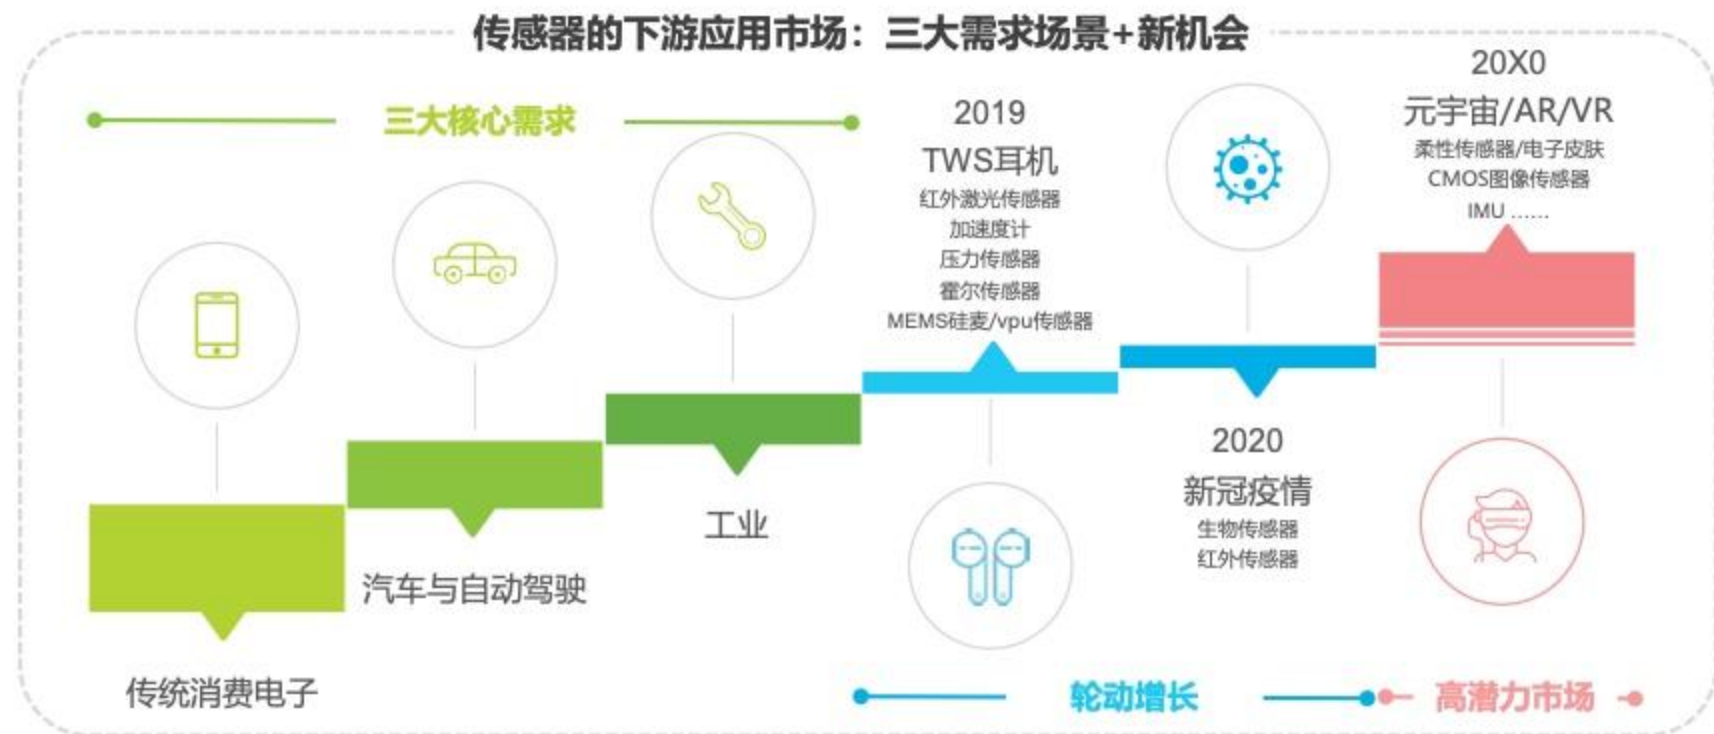 传感器的下游应用市场：三大需求场景+新机会
三大核心需求
传统消费电子
汽车与自动驾驶
工业
2019
TWS耳机
红外激光传感器
加速度计
压力传感器
霍尔传感器
MEMS硅麦/vpu传感器
2020
新冠疫情
生物传感器
红外传感器
20X0
元宇宙/AR/VR
柔性传感器/电子皮肤
CMOS图像传感器
IMU ......
轮动增长
高潜力市场